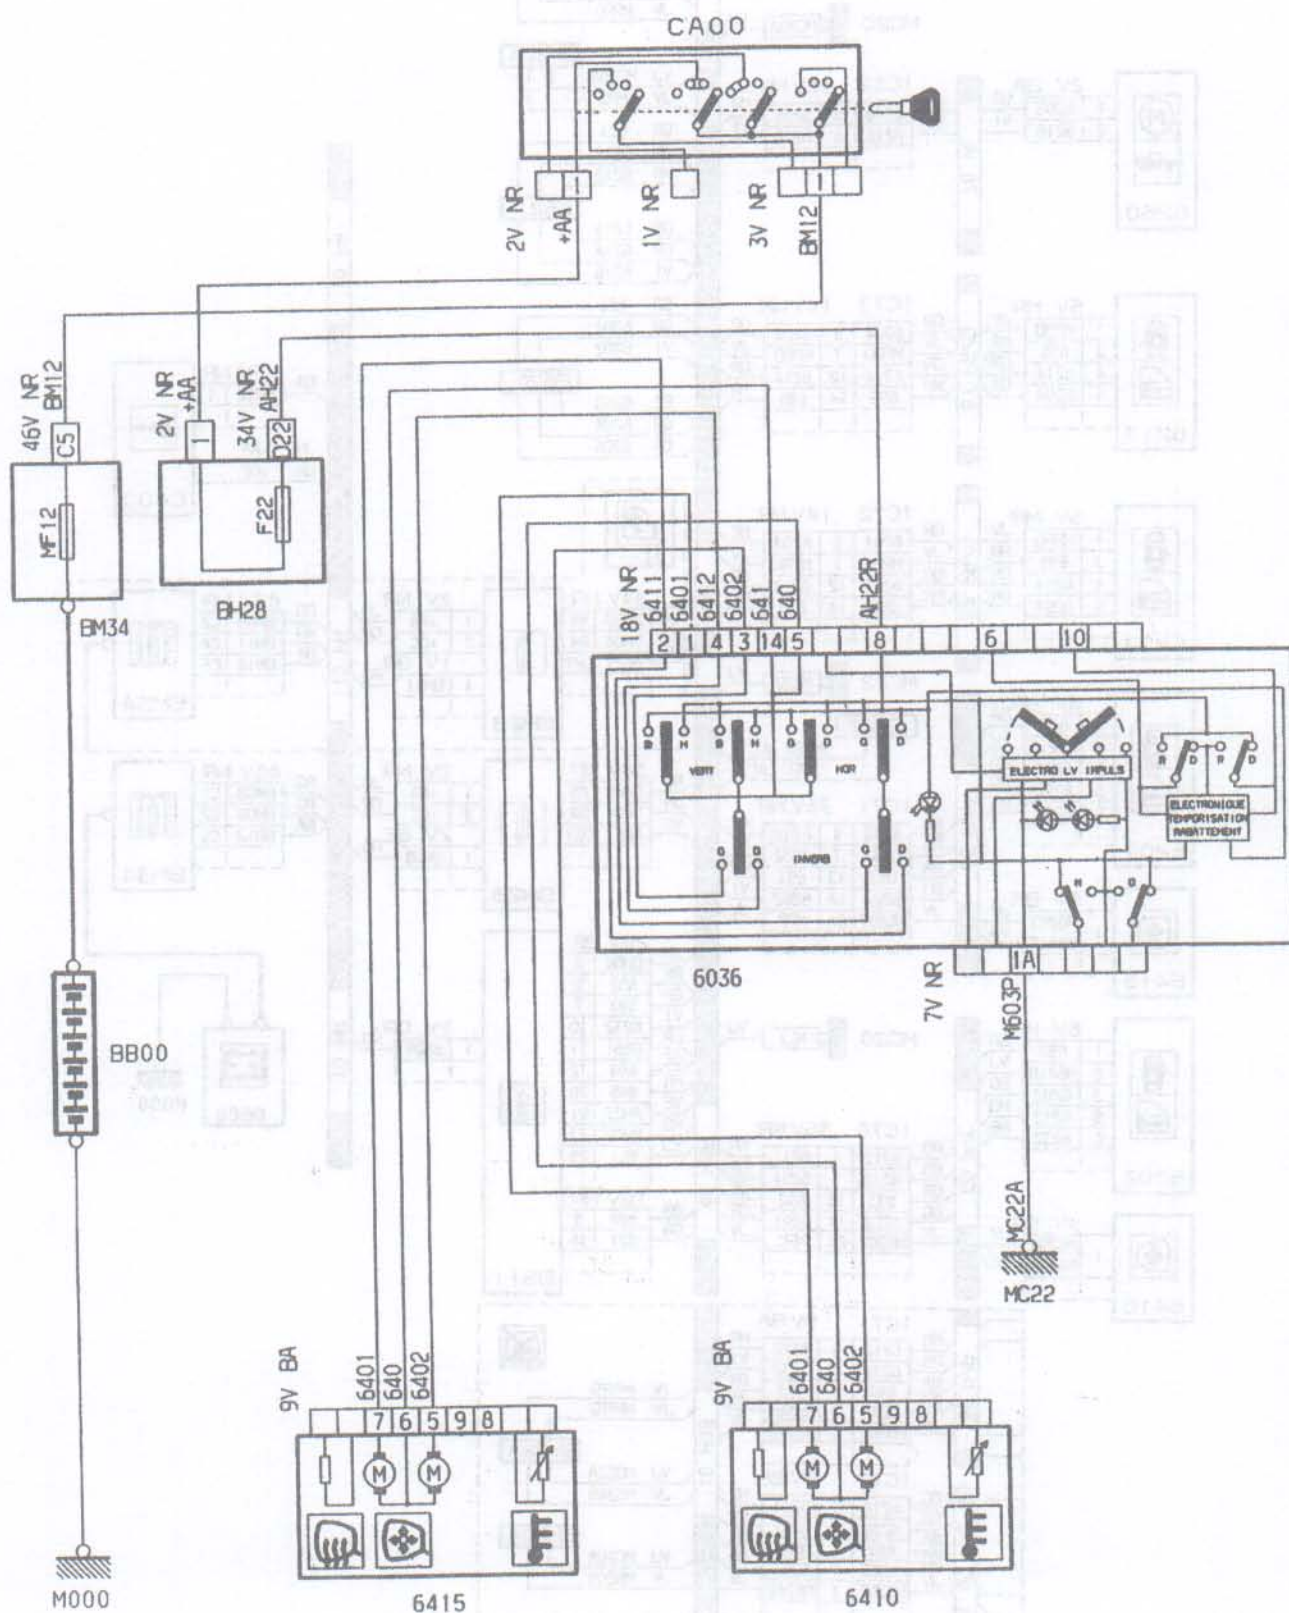 CA00
2V NR
+AA
1V NR
3V NR
BM12
46V NR
BM12
C5
MF12
BM34
2V NR
+AA
1
34V NR
AH22
D22
F22
BH28
BB00
M000
18V NR
6411
6401
6412
6402
641
640
AH22R
2 1 4 3 14 5 8 6 10
B H B H G D G D
VERT
HOR
G D
INVERS
G D
ELECTRO LV IMPULS
R D R D
ELECTRONIQUE
TEMPORISATION
RABATTEMENT
6036
7V NR
1A
M603P
MC22A
MC22
9V BA
6401
640
6402
7 6 5 9 8
M M
6415
9V BA
6401
640
6402
7 6 5 9 8
M M
6410